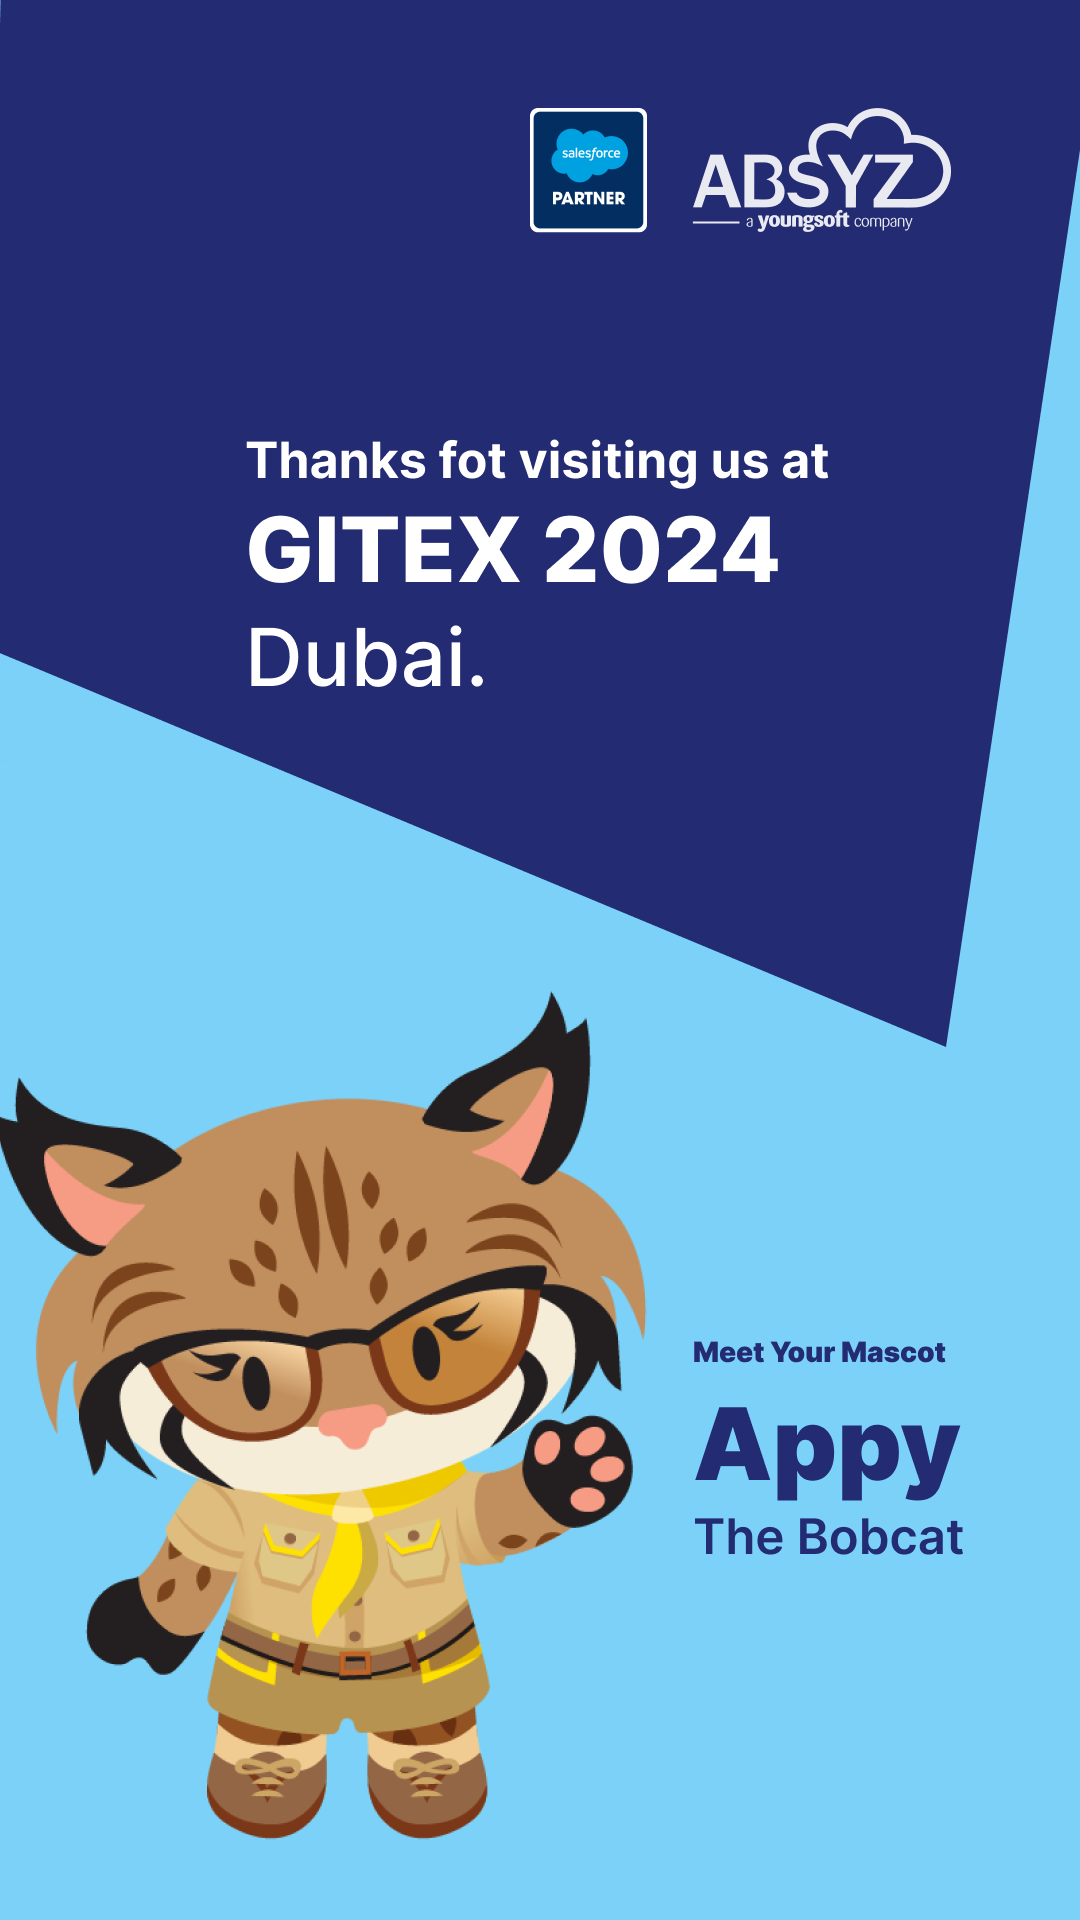 salesforce
PARTNER
ABSYZ
a youngsoft company
Thanks fot visiting us at
GITEX 2024
Dubai.
Meet Your Mascot
Appy
The Bobcat